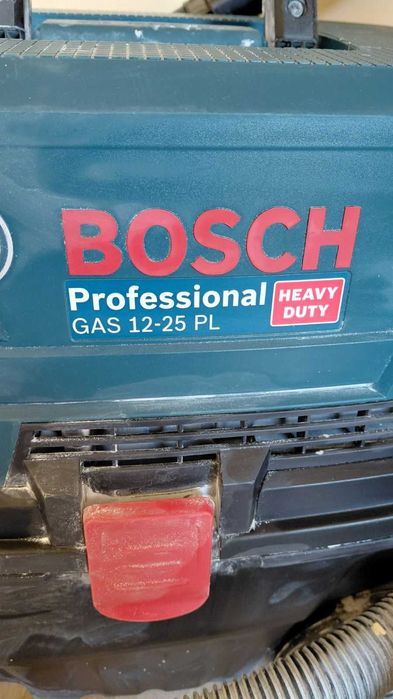 BOSCH
Professional
HEAVY
DUTY
GAS 12-25 PL